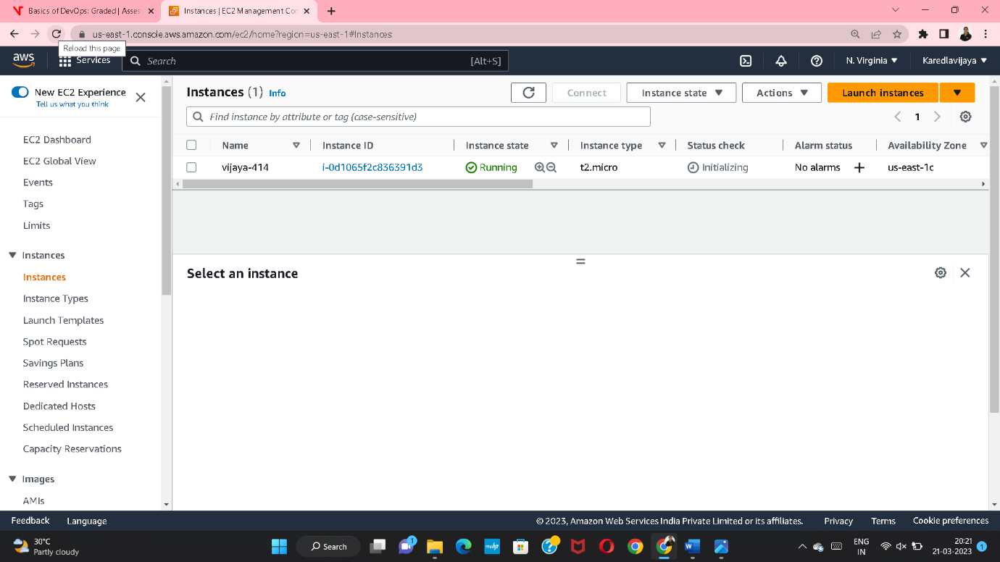 Basics of DevOps: Graded | Asses
Instances | EC2 Management Con
us-east-1.console.aws.amazon.com/ec2/home?region=us-east-1#Instances:
Reload this page
aws
Services
Search
[Alt+S]
N. Virginia
Karedlavijaya
New EC2 Experience
Tell us what you think
EC2 Dashboard
EC2 Global View
Events
Tags
Limits
Instances
Instances
Instance Types
Launch Templates
Spot Requests
Savings Plans
Reserved Instances
Dedicated Hosts
Scheduled Instances
Capacity Reservations
Images
AMIs
Instances (1) Info
Connect
Instance state
Actions
Launch instances
Find instance by attribute or tag (case-sensitive)
1
Name Instance ID Instance state Instance type Status check Alarm status Availability Zone
vijaya-414 i-0d1065f2c836391d3 Running t2.micro Initializing No alarms us-east-1c
Select an instance
Feedback Language © 2023, Amazon Web Services India Private Limited or its affiliates. Privacy Terms Cookie preferences
30°C
Partly cloudy
Search
1
myhp
W
ENG
IN
20:21
21-03-2023
1